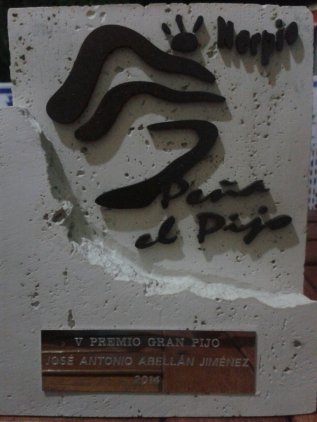 Nerpio
Peña
el Pijo
V PREMIO GRAN PIJO
JOSÉ ANTONIO ABELLÁN JIMÉNEZ
2014